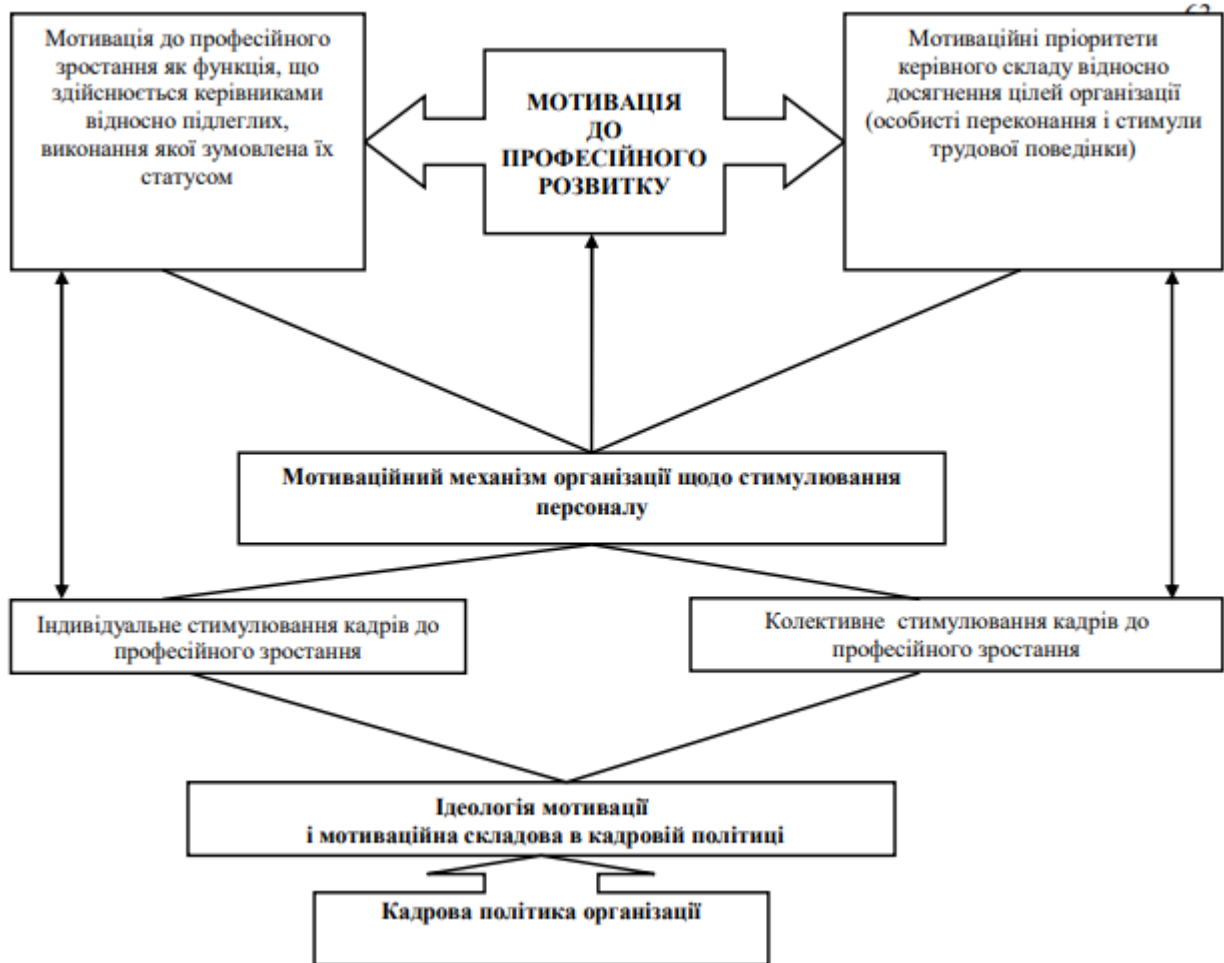 Мотивація до професійного
зростання як функція, що
здійснюється керівниками
відносно підлеглих,
виконання якої зумовлена їх
статусом
МОТИВАЦІЯ
ДО
ПРОФЕСІЙНОГО
РОЗВИТКУ
Мотиваційні пріоритети
керівного складу відносно
досягнення цілей організації
(особисті переконання і стимули
трудової поведінки)
Мотиваційний механізм організації щодо стимулювання
персоналу
Індивідуальне стимулювання кадрів до
професійного зростання
Колективне стимулювання кадрів до
професійного зростання
Ідеологія мотивації
і мотиваційна складова в кадровій політиці
Кадрова політика організації